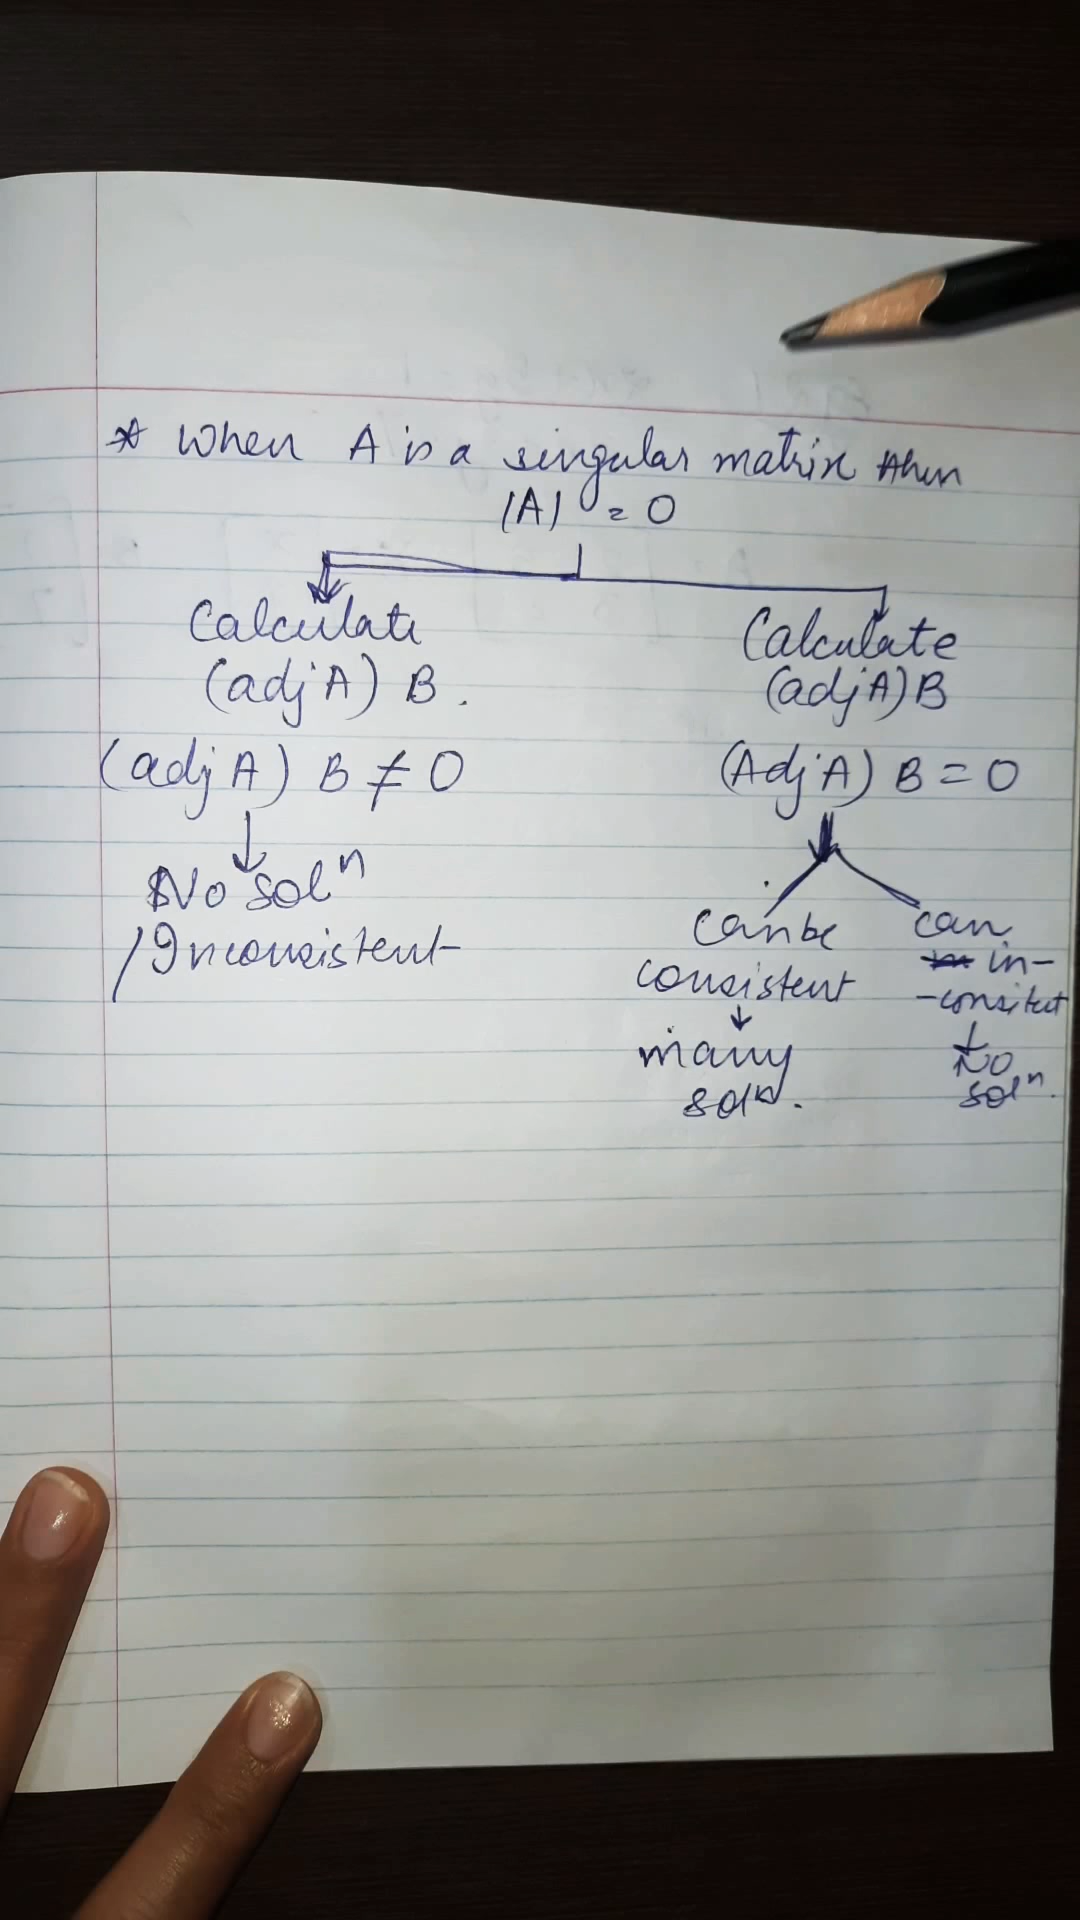 * When A is a singular matrix then
|A| = 0
Calculate
(adj A) B.
(adj A) B ≠ 0
No solⁿ
/Inconsistent
Calculate
(adj A) B
(Adj A) B = 0
can be
consistent
many
solⁿ.
can
in-
-consitent
No
solⁿ.